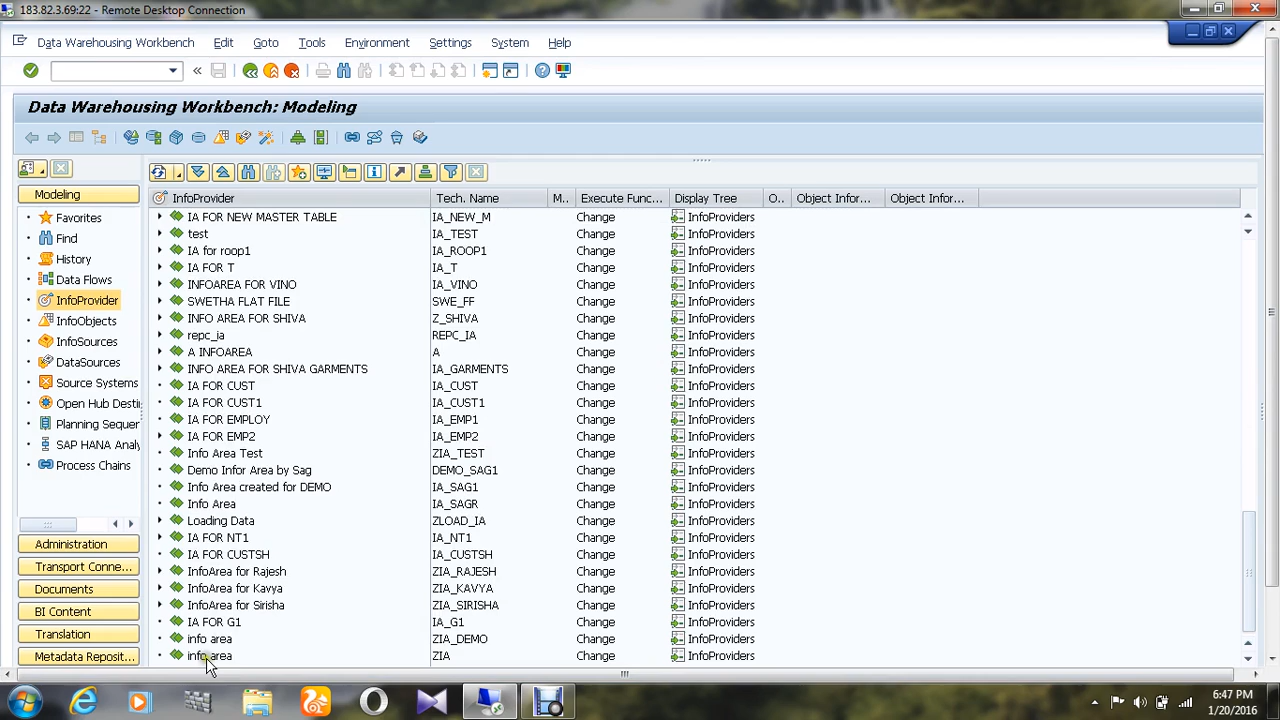 183.82.3.69:22 - Remote Desktop Connection
Data Warehousing Workbench Edit Goto Tools Environment Settings System Help
Data Warehousing Workbench: Modeling
Modeling
Favorites
Find
History
Data Flows
InfoProvider
InfoObjects
InfoSources
DataSources
Source Systems
Open Hub Desti
Planning Sequer
SAP HANA Analy
Process Chains
Administration
Transport Conne...
Documents
BI Content
Translation
Metadata Reposit...
InfoProvider Tech. Name M.. Execute Func... Display Tree O.. Object Infor... Object Infor...
IA FOR NEW MASTER TABLE IA_NEW_M Change InfoProviders
test IA_TEST Change InfoProviders
IA for roop1 IA_ROOP1 Change InfoProviders
IA FOR T IA_T Change InfoProviders
INFOAREA FOR VINO IA_VINO Change InfoProviders
SWETHA FLAT FILE SWE_FF Change InfoProviders
INFO AREA FOR SHIVA Z_SHIVA Change InfoProviders
repc_ia REPC_IA Change InfoProviders
A INFOAREA A Change InfoProviders
INFO AREA FOR SHIVA GARMENTS IA_GARMENTS Change InfoProviders
IA FOR CUST IA_CUST Change InfoProviders
IA FOR CUST1 IA_CUST1 Change InfoProviders
IA FOR EMPLOY IA_EMP1 Change InfoProviders
IA FOR EMP2 IA_EMP2 Change InfoProviders
Info Area Test ZIA_TEST Change InfoProviders
Demo Infor Area by Sag DEMO_SAG1 Change InfoProviders
Info Area created for DEMO IA_SAG1 Change InfoProviders
Info Area IA_SAGR Change InfoProviders
Loading Data ZLOAD_IA Change InfoProviders
IA FOR NT1 IA_NT1 Change InfoProviders
IA FOR CUSTSH IA_CUSTSH Change InfoProviders
InfoArea for Rajesh ZIA_RAJESH Change InfoProviders
InfoArea for Kavya ZIA_KAVYA Change InfoProviders
InfoArea for Sirisha ZIA_SIRISHA Change InfoProviders
IA FOR G1 IA_G1 Change InfoProviders
info area ZIA_DEMO Change InfoProviders
info area ZIA Change InfoProviders
6:47 PM
1/20/2016